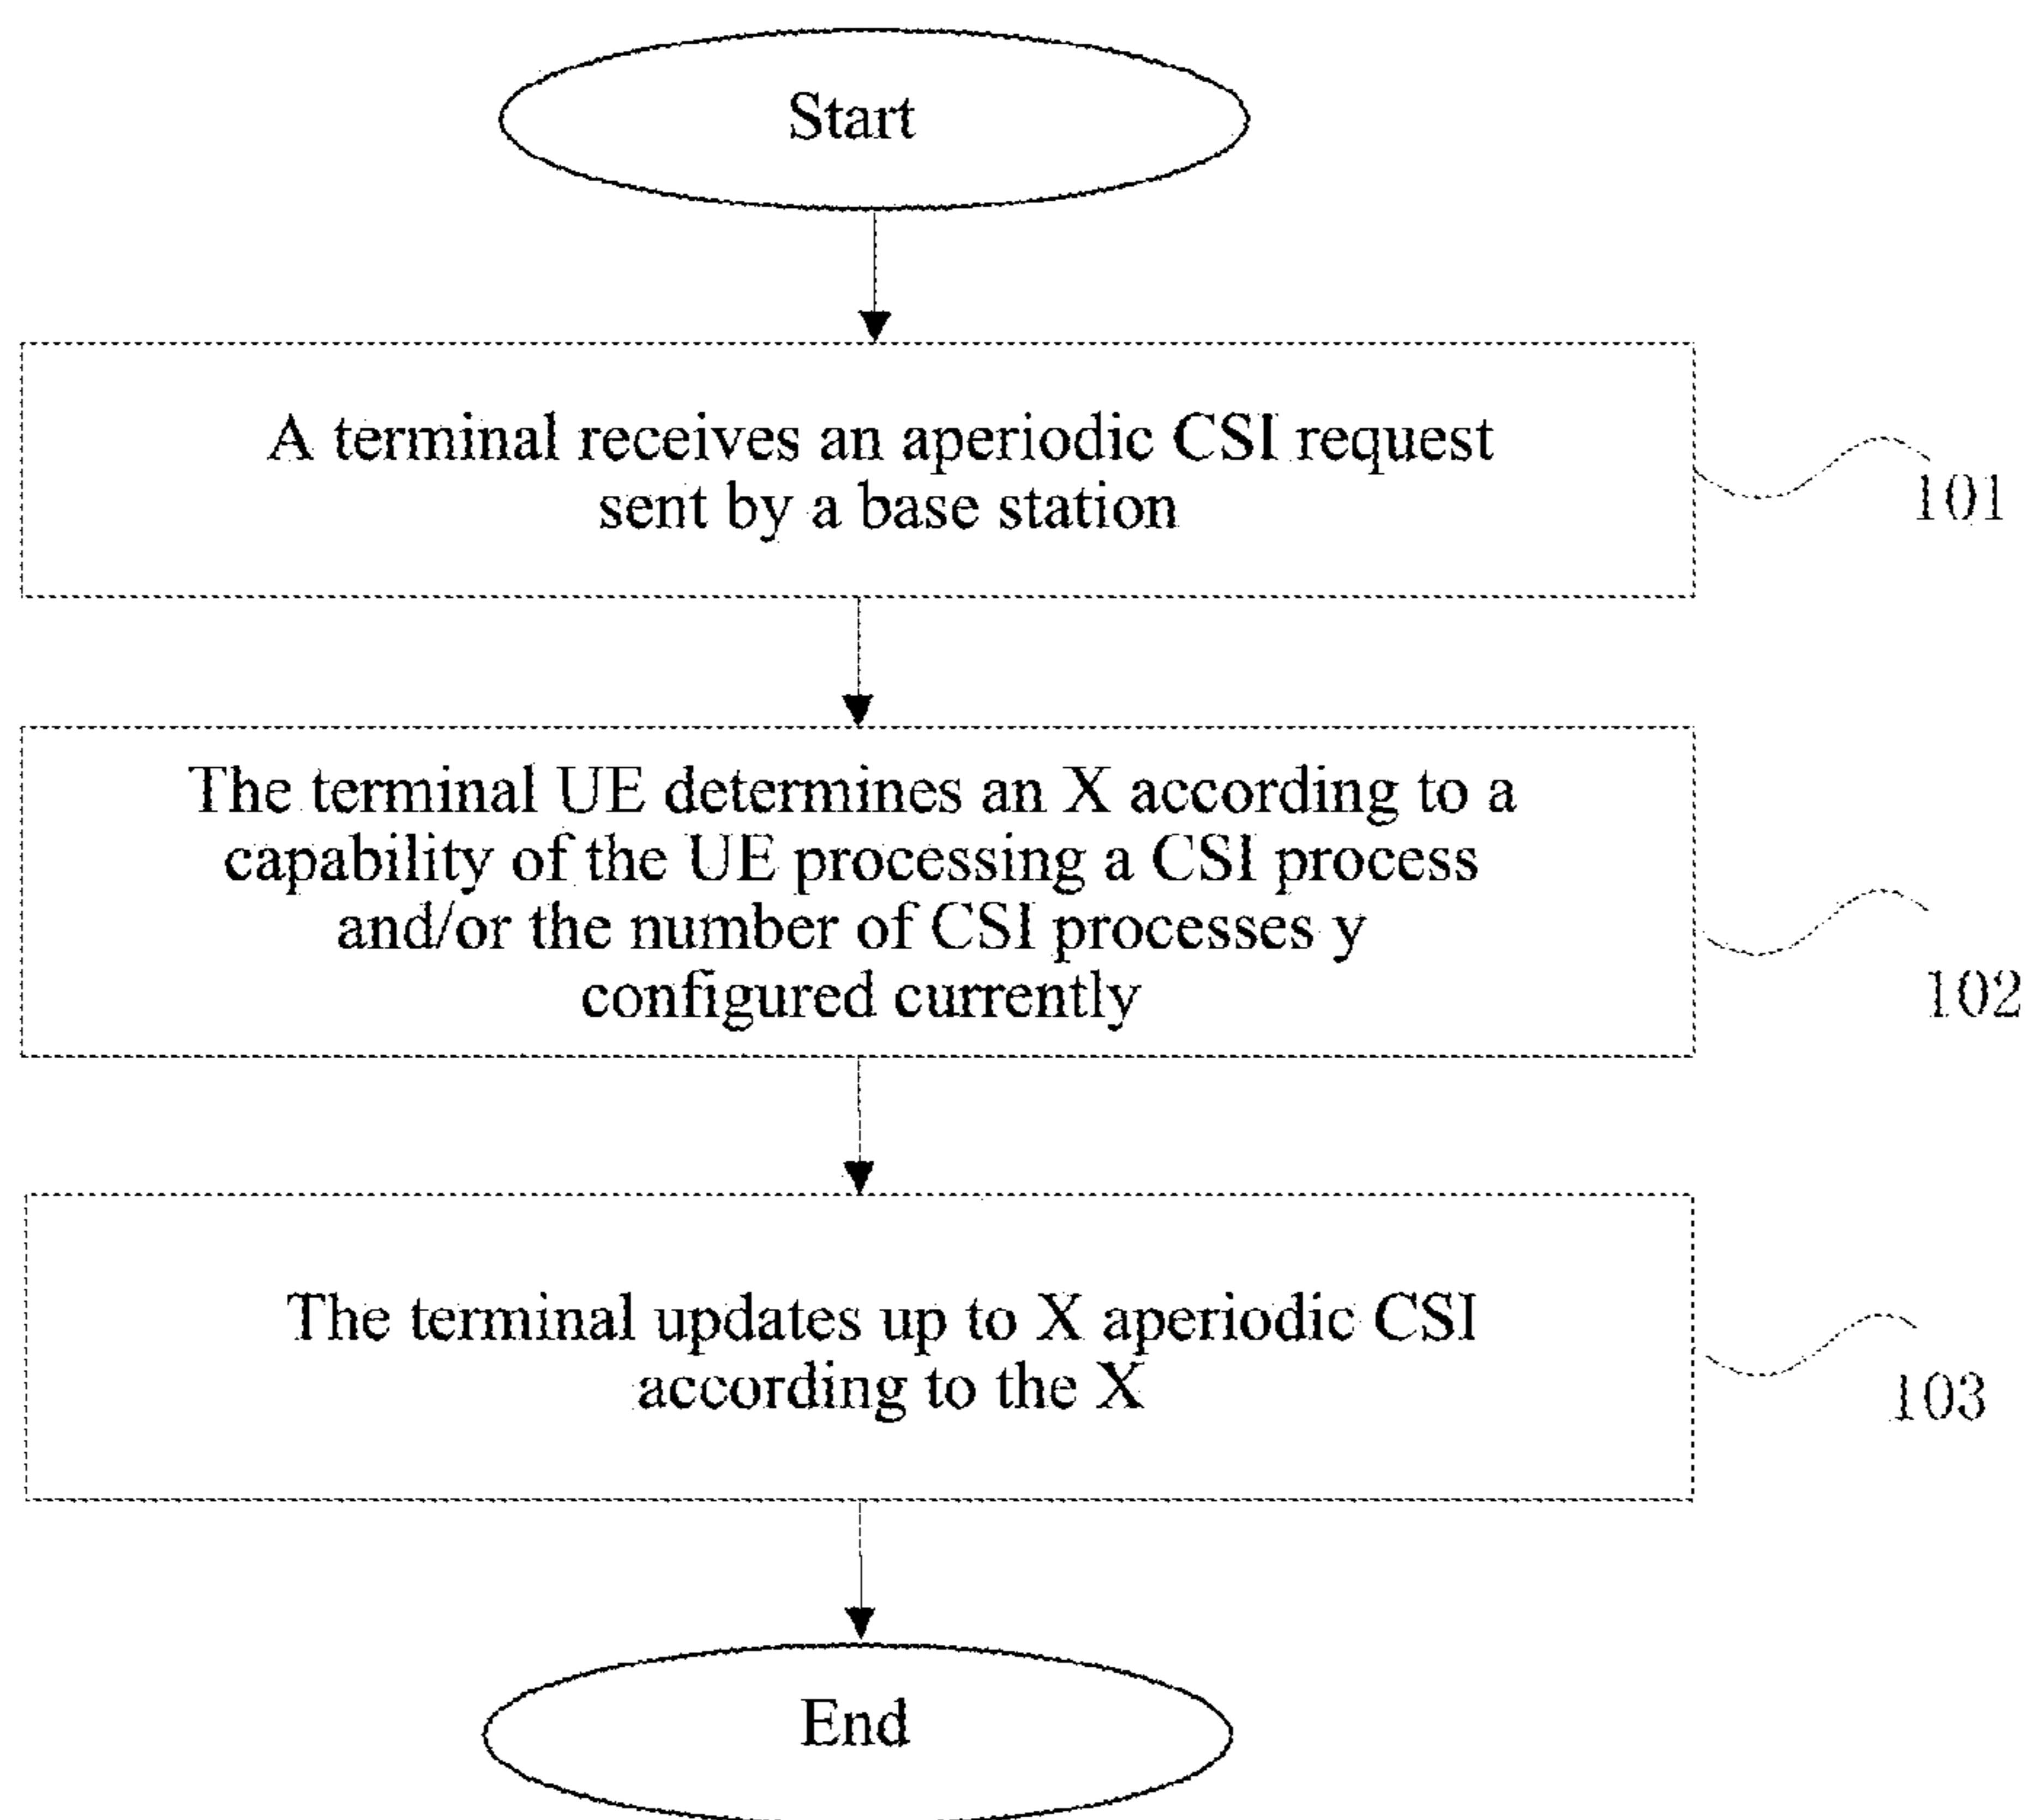 Start
A terminal receives an aperiodic CSI request
sent by a base station
101
The terminal UE determines an X according to a
capability of the UE processing a CSI process
and/or the number of CSI processes y
configured currently
102
The terminal updates up to X aperiodic CSI
according to the X
103
End